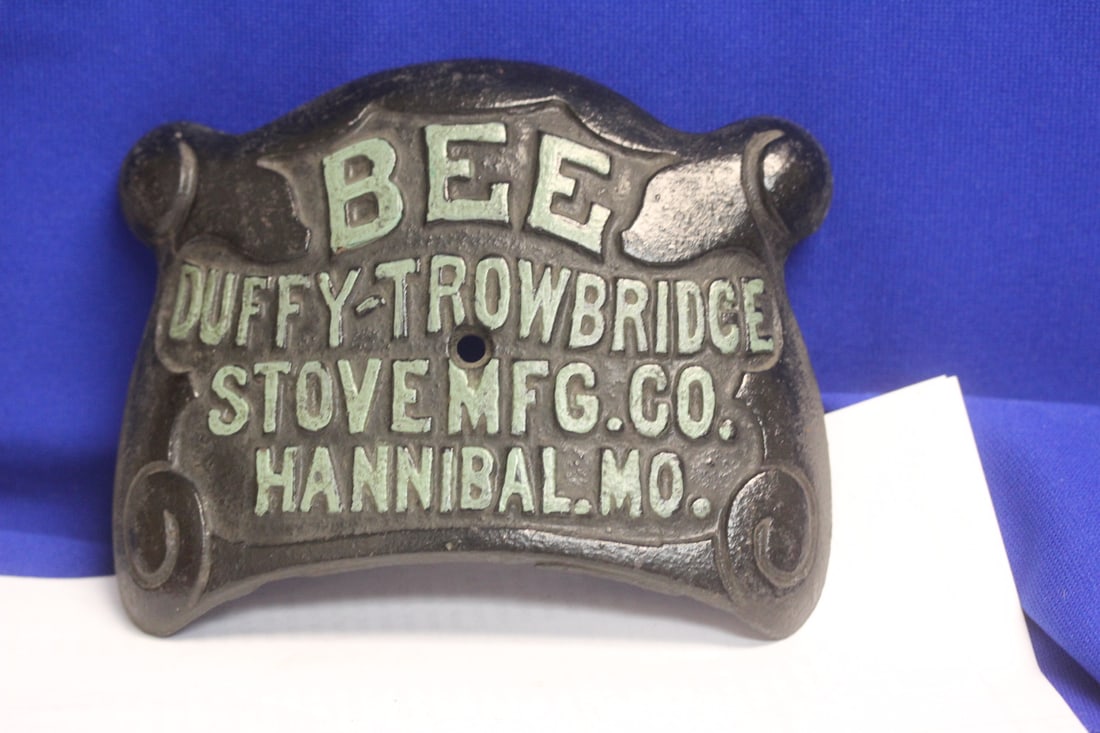 BEE
DUFFY-TROWBRIDGE
STOVE MFG. CO.
HANNIBAL. MO.